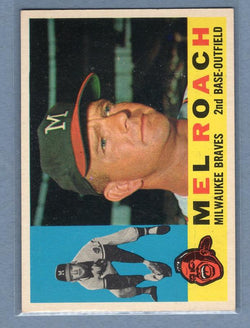 M
MEL ROACH
MILWAUKEE BRAVES 2nd BASE-OUTFIELD